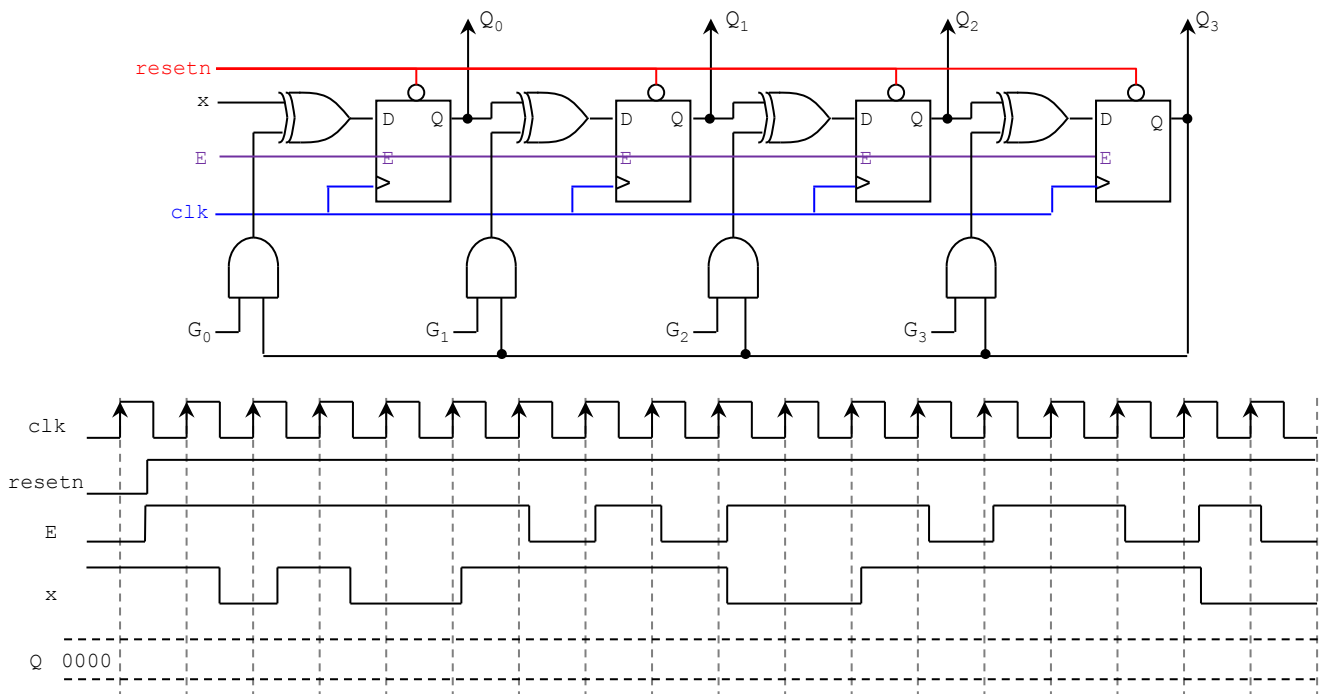 Q0 Q1 Q2 Q3
resetn
x
D Q D Q D Q D Q
E E E E E
clk
G0 G1 G2 G3
clk
resetn
E
x
Q 0000